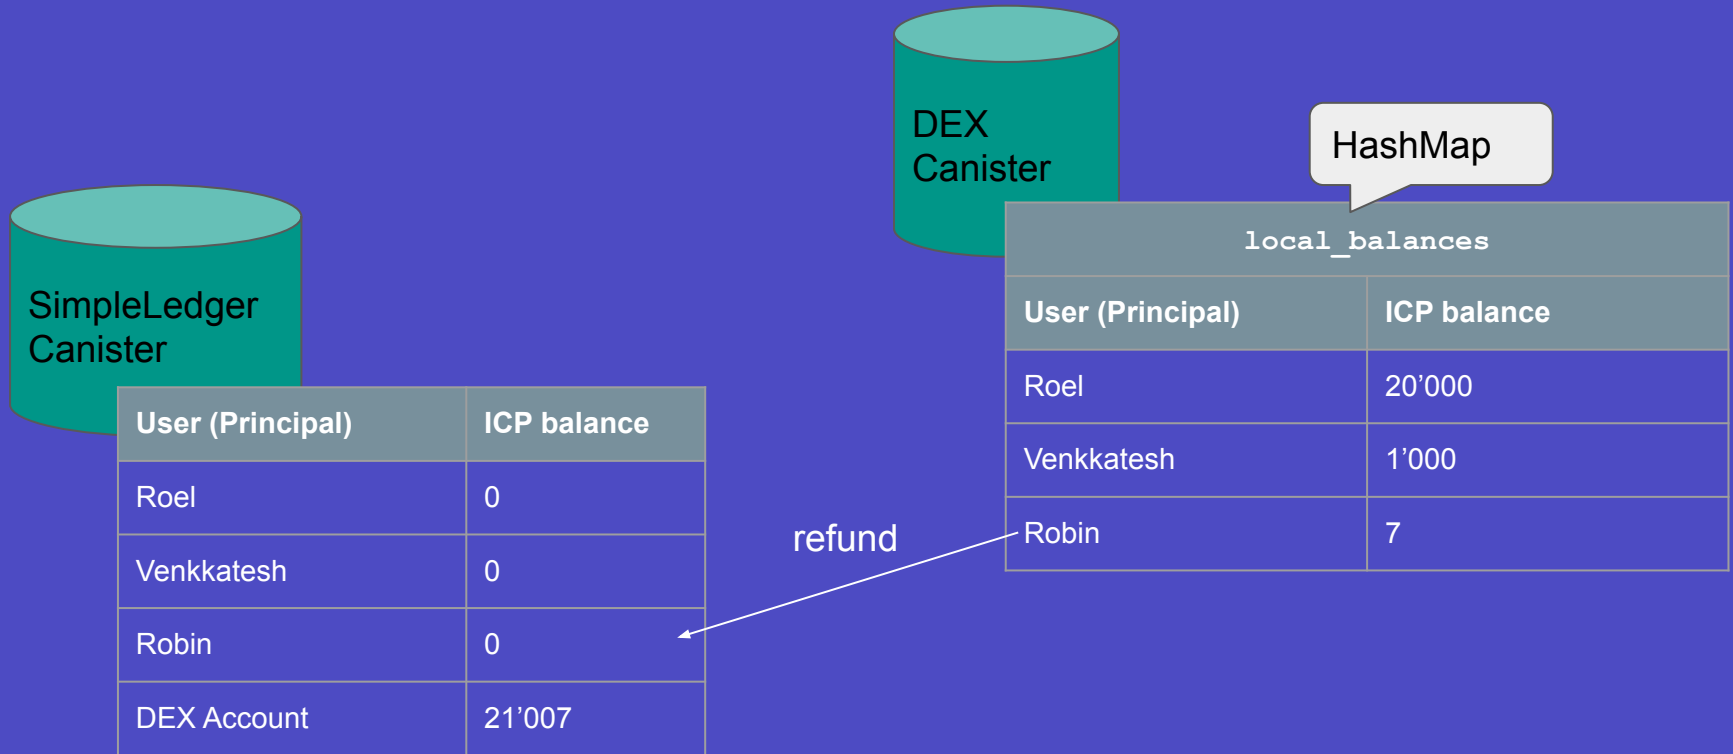 DEX
Canister
HashMap
SimpleLedger
Canister
local_balances
User (Principal) ICP balance
Roel 20’000
Venkkatesh 1’000
Robin 7
refund
User (Principal) ICP balance
Roel 0
Venkkatesh 0
Robin 0
DEX Account 21’007